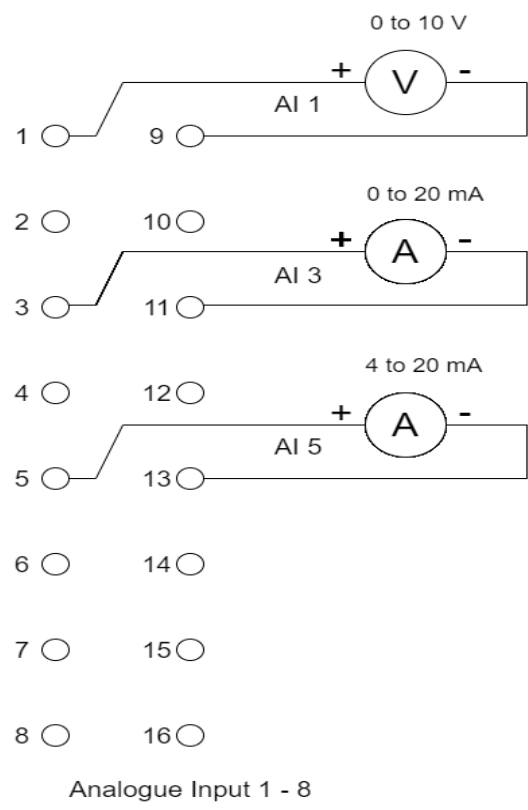 0 to 10 V
+ V -
AI 1
1 9
0 to 20 mA
2 10
+ A -
AI 3
3 11
4 to 20 mA
4 12
+ A -
AI 5
5 13
6 14
7 15
8 16
Analogue Input 1 - 8